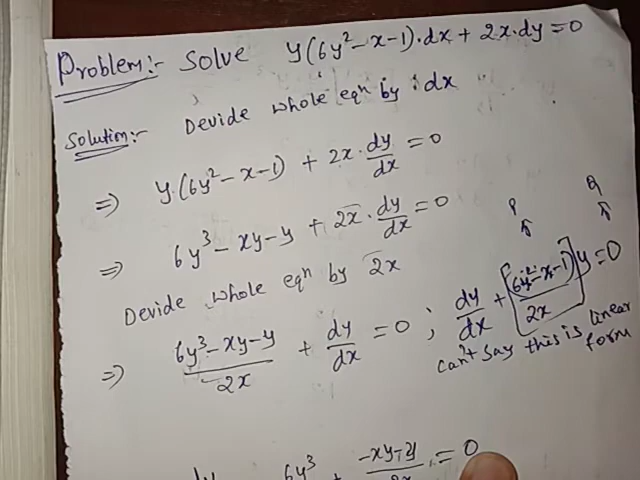 Problem:- Solve y(6y²-x-1).dx + 2x.dy=0
Solution:- Devide whole eqⁿ by : dx
⇒ y.(6y²-x-1) + 2x.dy/dx = 0
⇒ 6y³-xy-y + 2x.dy/dx = 0
Devide whole eqⁿ by 2x
P Q
⇒ (6y³-xy-y)/2x + dy/dx = 0 ; dy/dx + [(6y²-x-1)/2x] y = 0
can't say this is linear form
6y³ + -xy-y = 0